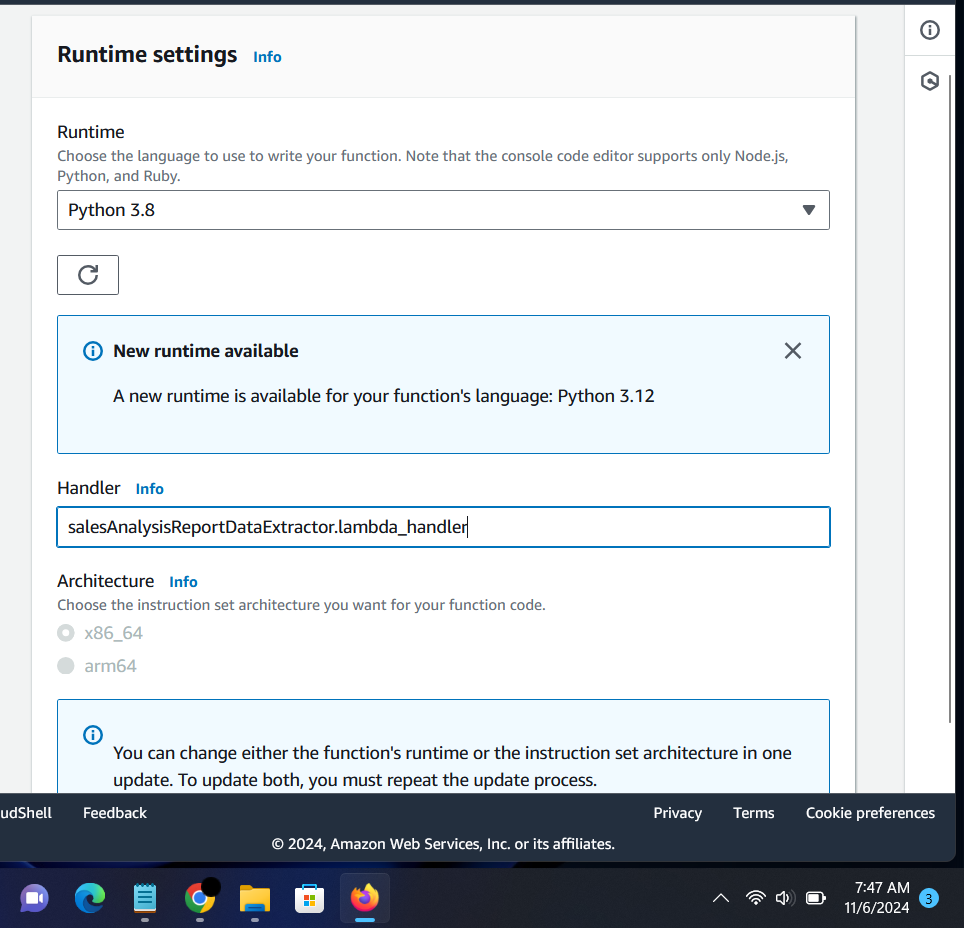 Runtime settings Info
Runtime
Choose the language to use to write your function. Note that the console code editor supports only Node.js,
Python, and Ruby.
Python 3.8
New runtime available
A new runtime is available for your function's language: Python 3.12
Handler Info
salesAnalysisReportDataExtractor.lambda_handler
Architecture Info
Choose the instruction set architecture you want for your function code.
x86_64
arm64
You can change either the function's runtime or the instruction set architecture in one
update. To update both, you must repeat the update process.
udShell Feedback Privacy Terms Cookie preferences
© 2024, Amazon Web Services, Inc. or its affiliates.
7:47 AM
11/6/2024 3